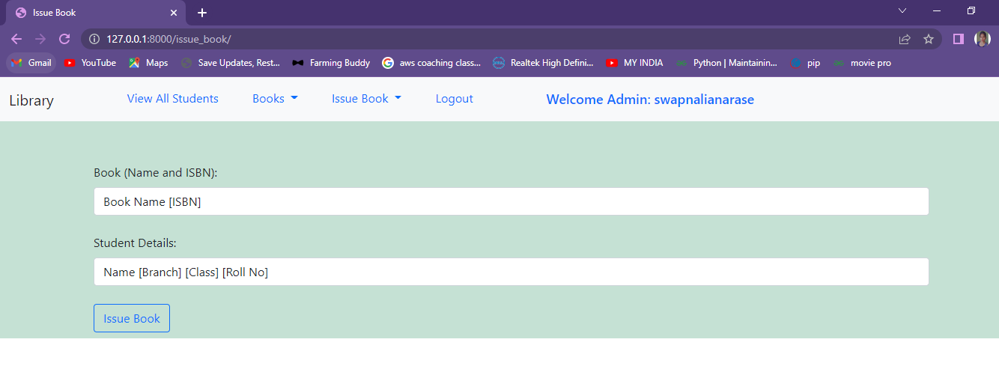 Issue Book
127.0.0.1:8000/issue_book/
Gmail YouTube Maps Save Updates, Rest... Farming Buddy aws coaching class... Realtek High Defini... MY INDIA Python | Maintainin... pip movie pro
Library View All Students Books Issue Book Logout Welcome Admin: swapnalianarase
Book (Name and ISBN):
Book Name [ISBN]
Student Details:
Name [Branch] [Class] [Roll No]
Issue Book